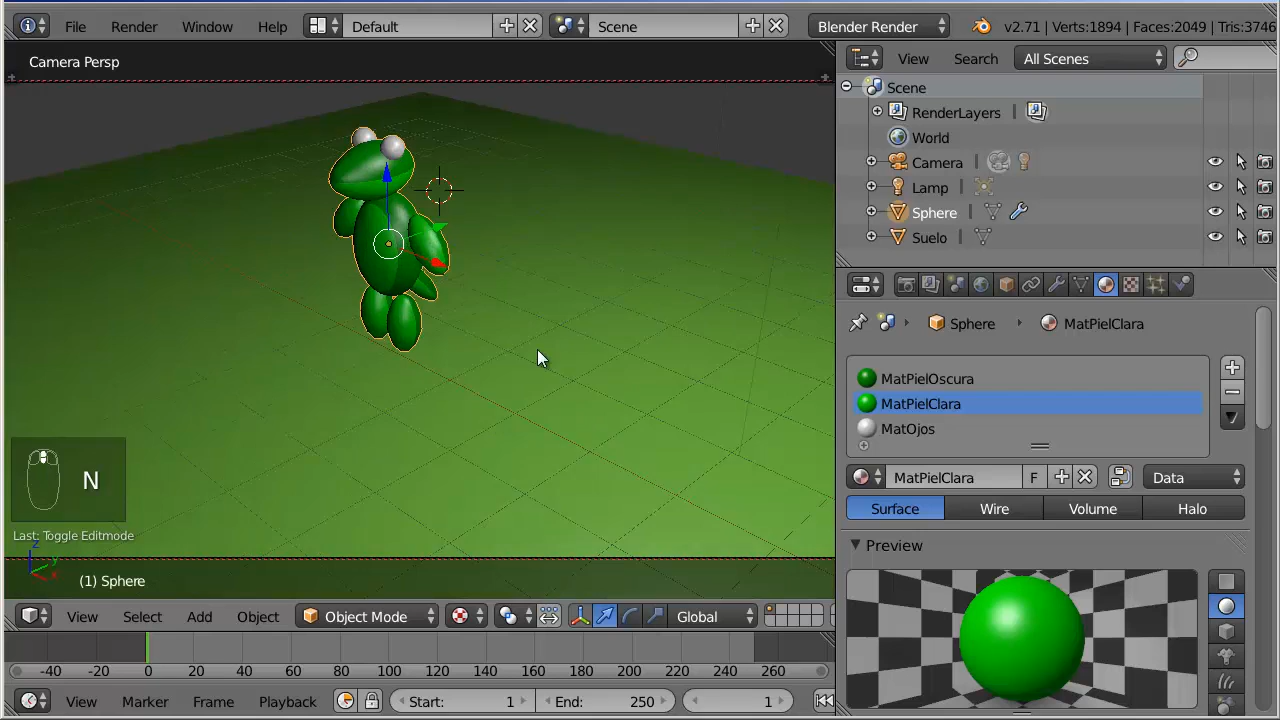 File Render Window Help Default Scene Blender Render v2.71 | Verts:1894 | Faces:2049 | Tris:3746
Camera Persp
View Search All Scenes
Scene
RenderLayers
World
Camera
Lamp
Sphere
Suelo
Sphere MatPielClara
MatPielOscura
MatPielClara
MatOjos
MatPielClara F Data
Surface Wire Volume Halo
Preview
N
Last: Toggle Editmode
z
y
x
(1) Sphere
View Select Add Object Object Mode Global
-40 -20 0 20 40 60 80 100 120 140 160 180 200 220 240 260
View Marker Frame Playback Start: 1 End: 250 1